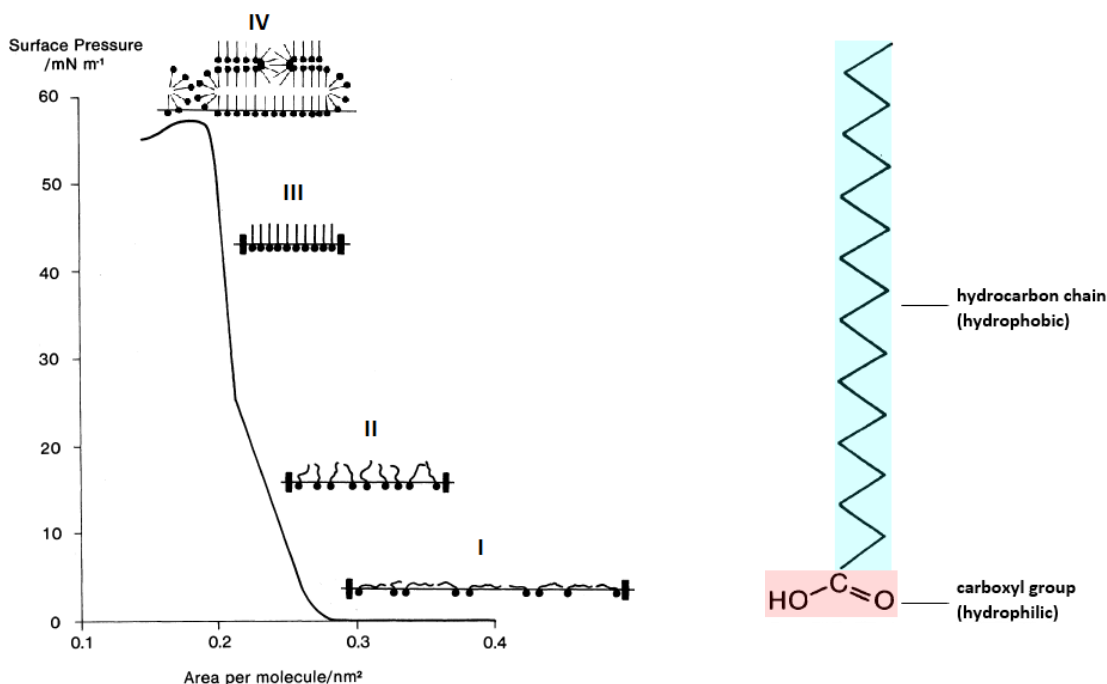 IV
Surface Pressure
/mN m⁻¹
60
50
III
40
30
20
II
10
I
0
0.1
0.2
0.3
0.4
Area per molecule/nm²
hydrocarbon chain
(hydrophobic)
HO
C
O
carboxyl group
(hydrophilic)